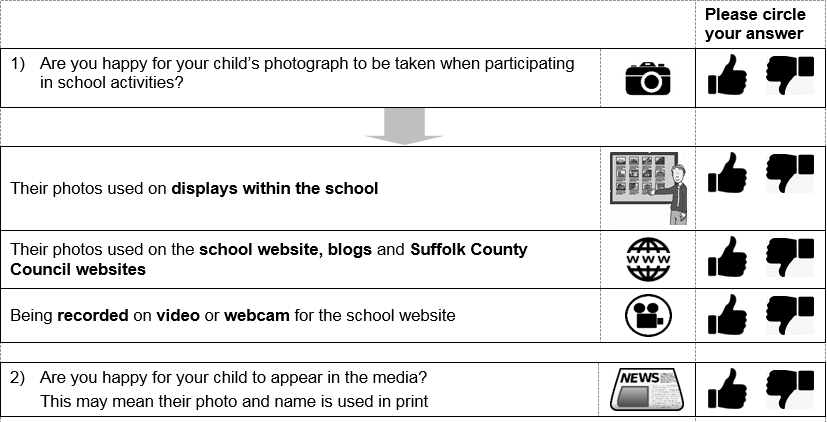 Please circle
your answer
1) Are you happy for your child's photograph to be taken when participating
in school activities?
Their photos used on displays within the school
Their photos used on the school website, blogs and Suffolk County
Council websites
WWW
Being recorded on video or webcam for the school website
2) Are you happy for your child to appear in the media?
This may mean their photo and name is used in print
NEWS